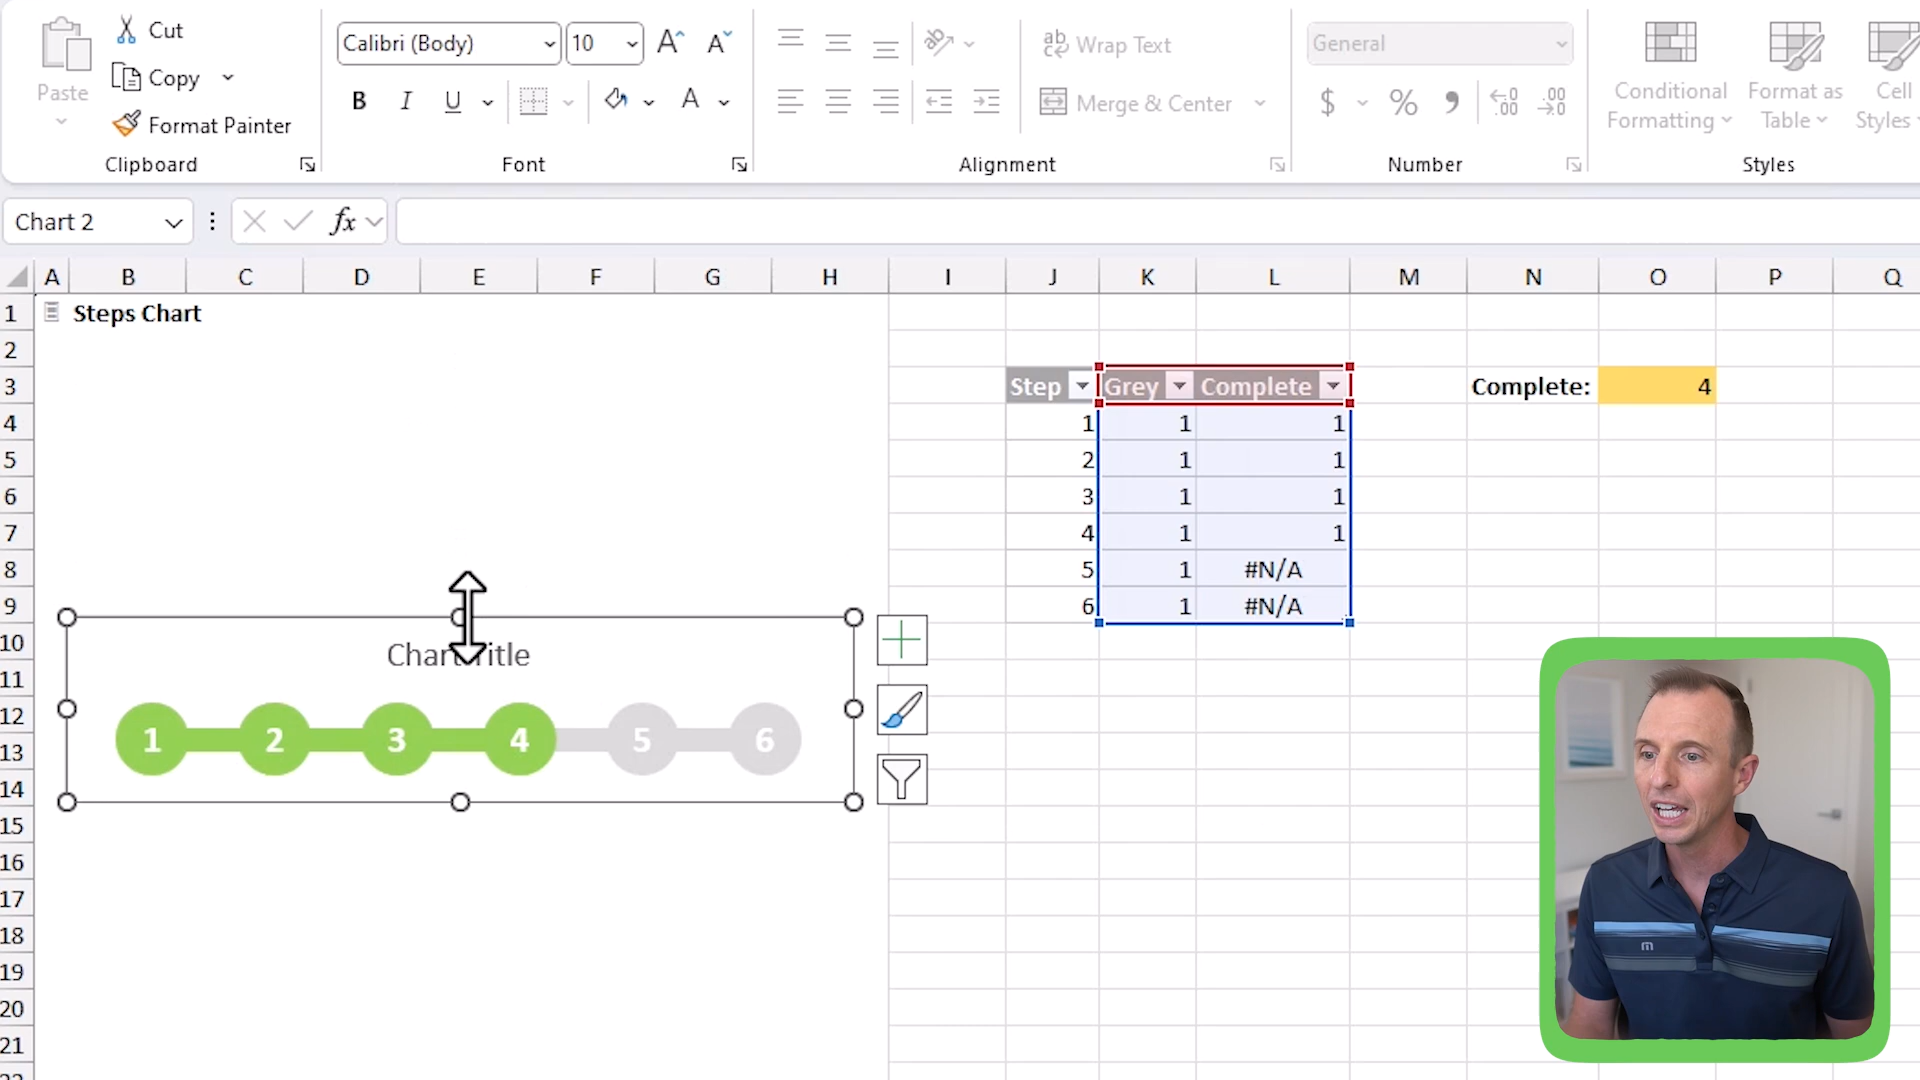 Paste
Cut
Copy
Format Painter
Clipboard
Calibri (Body)
10
A A
B I U A
Font
ab
Wrap Text
Merge & Center
Alignment
General
$ % 9 .00 .00
Number
Conditional Formatting
Format as Table
Cell Styles
Styles
Chart 2
fx
A B C D E F G H I J K L M N O P Q
1 Steps Chart
2
3 Step Grey Complete Complete: 4
4 1 1 1
5 2 1 1
6 3 1 1
7 4 1 1
8 5 1 #N/A
9 6 1 #N/A
10
Chart Title
11
12
1 2 3 4 5 6
13
14
15
16
17
18
19
20
21